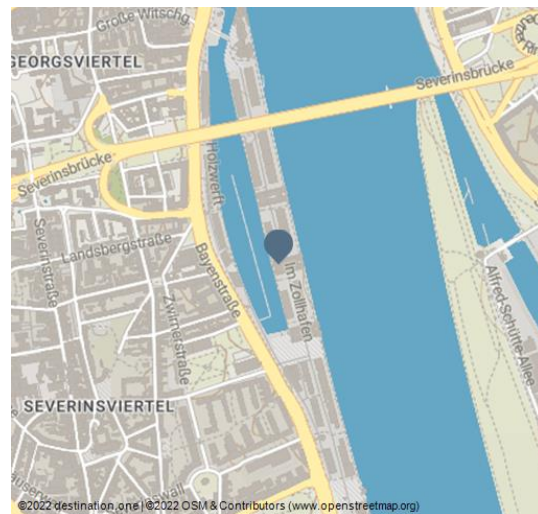 Große Witschg.
GEORGSVIERTEL
Severinsbrücke
Holzwerft
Severinsbrücke
Severinstraße
Landsbergstraße
Bayenstraße
Zwirnerstraße
Im Zollhafen
Alfred-Schütte-Allee
SEVERINSVIERTEL
©2022 destination.one | ©2022 OSM & Contributors (www.openstreetmap.org)